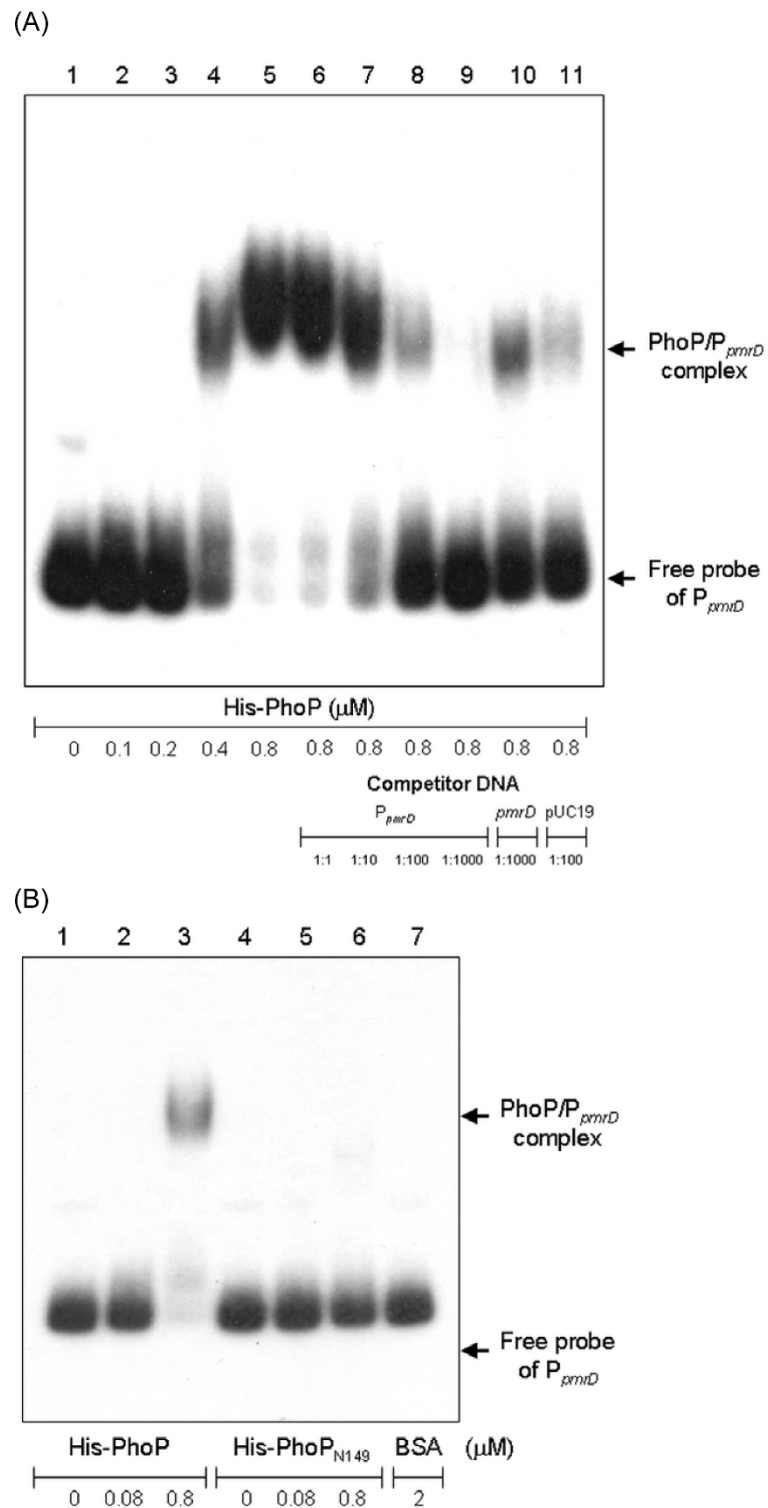 (A)
1 2 3 4 5 6 7 8 9 10 11
PhoP/PpmrD
complex
Free probe
of PpmrD
His-PhoP (μM)
0 0.1 0.2 0.4 0.8 0.8 0.8 0.8 0.8 0.8 0.8
Competitor DNA
PpmrD pmrD pUC19
1:1 1:10 1:100 1:1000 1:1000 1:100
(B)
1 2 3 4 5 6 7
PhoP/PpmrD
complex
Free probe
of PpmrD
His-PhoP His-PhoPN149 BSA (μM)
0 0.08 0.8 0 0.08 0.8 2